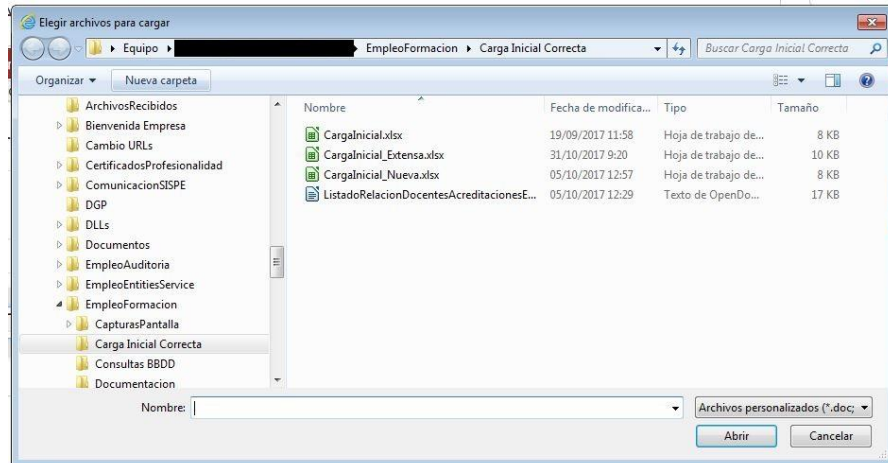 Elegir archivos para cargar
Equipo EmpleoFormacion Carga Inicial Correcta Buscar Carga Inicial Correcta
Organizar Nueva carpeta
ArchivosRecibidos
Bienvenida Empresa
Cambio URLs
CertificadosProfesionalidad
ComunicacionSISPE
DGP
DLLs
Documentos
EmpleoAuditoria
EmpleoEntitiesService
EmpleoFormacion
CapturasPantalla
Carga Inicial Correcta
Consultas BBDD
Documentacion
Nombre Fecha de modifica... Tipo Tamaño
CargaInicial.xlsx 19/09/2017 11:58 Hoja de trabajo de... 8 KB
CargaInicial_Extensa.xlsx 31/10/2017 9:20 Hoja de trabajo de... 10 KB
CargaInicial_Nueva.xlsx 05/10/2017 12:57 Hoja de trabajo de... 8 KB
ListadoRelacionDocentesAcreditacionesE... 05/10/2017 12:29 Texto de OpenDo... 17 KB
Nombre: Archivos personalizados (*.doc;
Abrir Cancelar